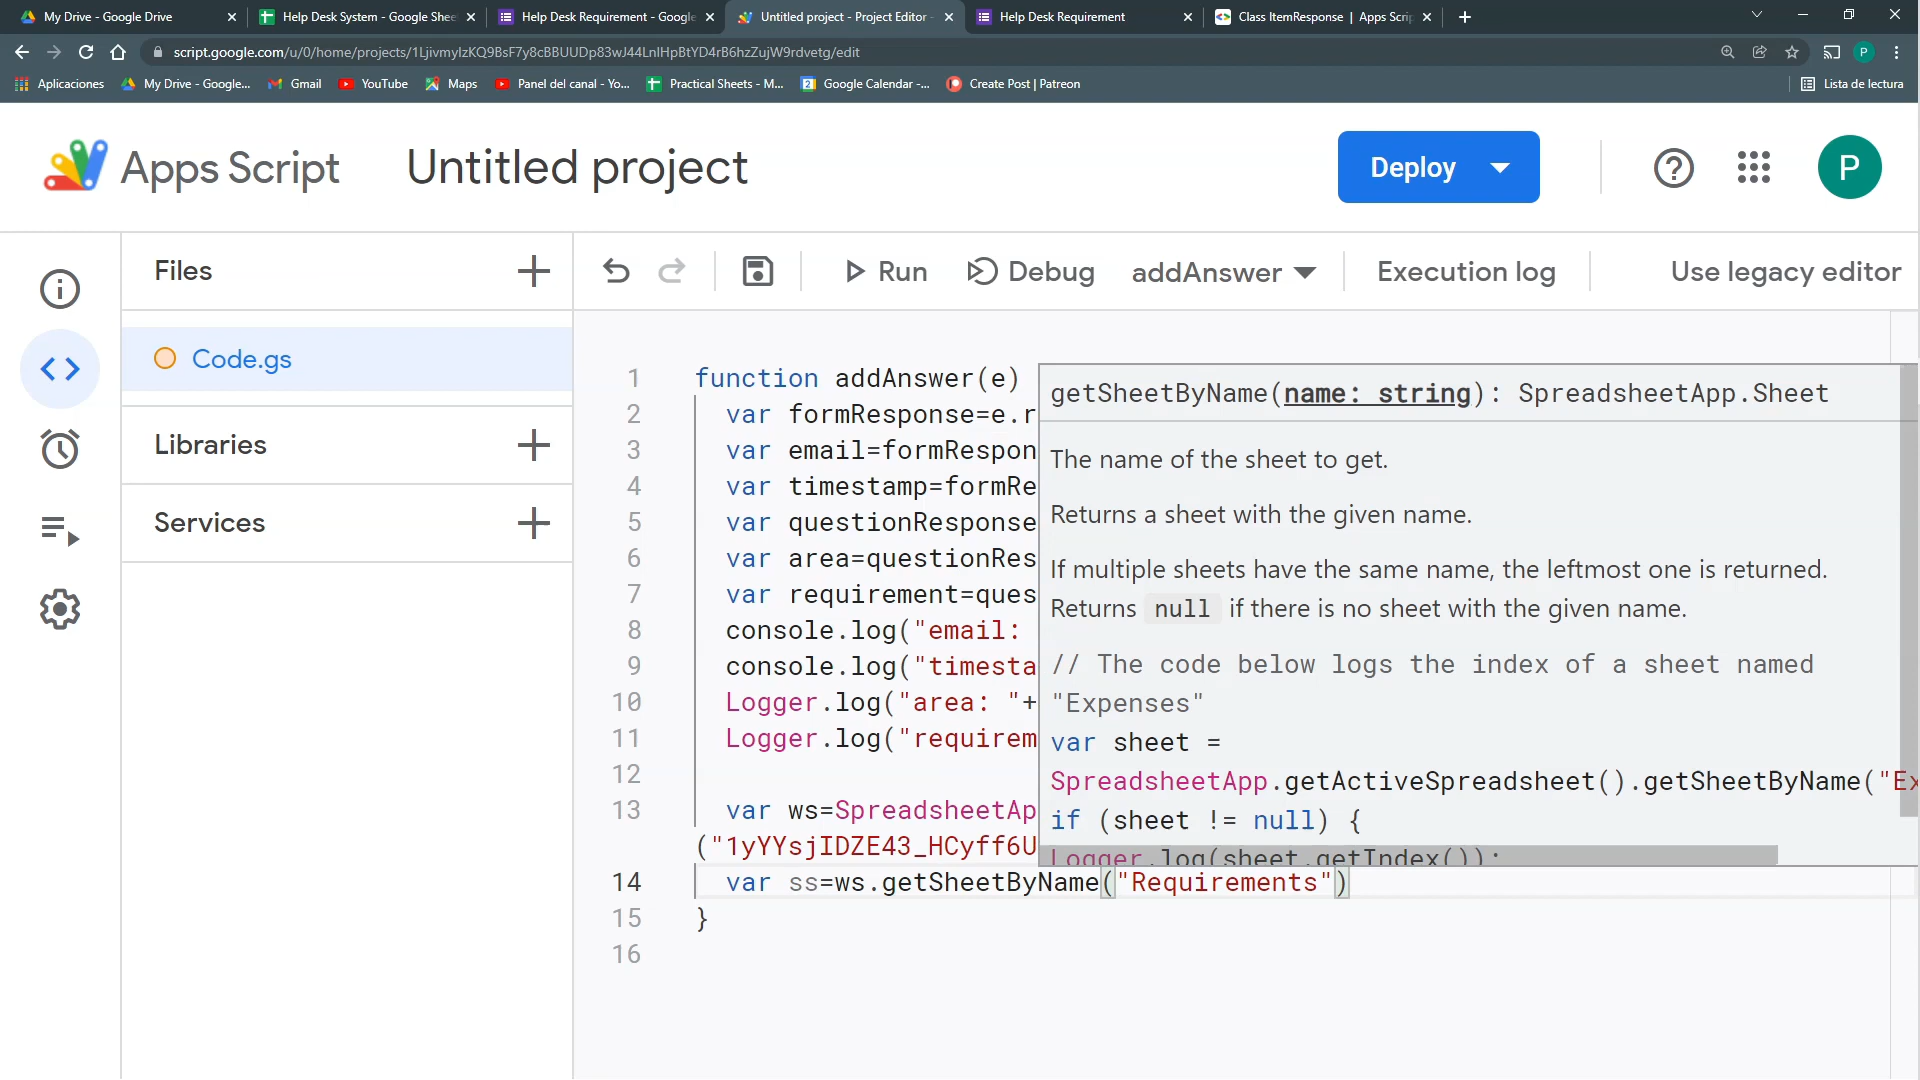 My Drive - Google Drive
Help Desk System - Google Shee
Help Desk Requirement - Google
Untitled project - Project Editor -
Help Desk Requirement
Class ItemResponse | Apps Scrip
script.google.com/u/0/home/projects/1LjivmyIzKQ9BsF7y8cBBUUDp83wJ44LnlHpBtYD4rB6hzZujW9rdvetg/edit
P
Aplicaciones
My Drive - Google...
Gmail
YouTube
Maps
Panel del canal - Yo...
Practical Sheets - M...
Google Calendar -...
Create Post | Patreon
Lista de lectura
Apps Script
Untitled project
Deploy
P
Files
Run
Debug
addAnswer
Execution log
Use legacy editor
Code.gs
Libraries
Services
1 function addAnswer(e)
2 var formResponse=e.r
3 var email=formRespon
4 var timestamp=formRe
5 var questionResponse
6 var area=questionRes
7 var requirement=ques
8 console.log("email:
9 console.log("timesta
10 Logger.log("area: "+
11 Logger.log("requirem
12
13 var ws=SpreadsheetAp
("1yYYsjIDZE43_HCyff6U
14 var ss=ws.getSheetByName("Requirements")
15 }
16
getSheetByName(name: string): SpreadsheetApp.Sheet
The name of the sheet to get.
Returns a sheet with the given name.
If multiple sheets have the same name, the leftmost one is returned.
Returns null if there is no sheet with the given name.
// The code below logs the index of a sheet named
"Expenses"
var sheet =
SpreadsheetApp.getActiveSpreadsheet().getSheetByName("Ex
if (sheet != null) {
Logger.log(sheet.getIndex());